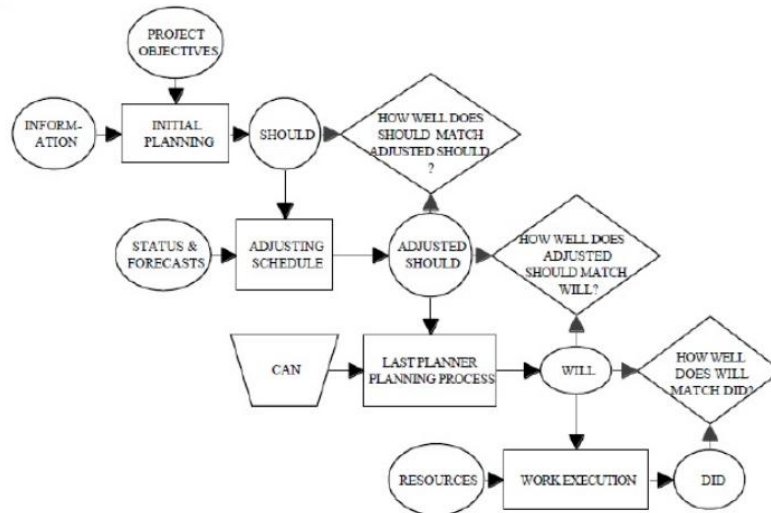 PROJECT
OBJECTIVES
INFORM-
ATION
INITIAL
PLANNING
SHOULD
HOW WELL DOES
SHOULD MATCH
ADJUSTED SHOULD
?
STATUS &
FORECASTS
ADJUSTING
SCHEDULE
ADJUSTED
SHOULD
HOW WELL DOES
ADJUSTED
SHOULD MATCH
WILL?
CAN
LAST PLANNER
PLANNING PROCESS
WILL
HOW WELL
DOES WILL
MATCH DID?
RESOURCES
WORK EXECUTION
DID